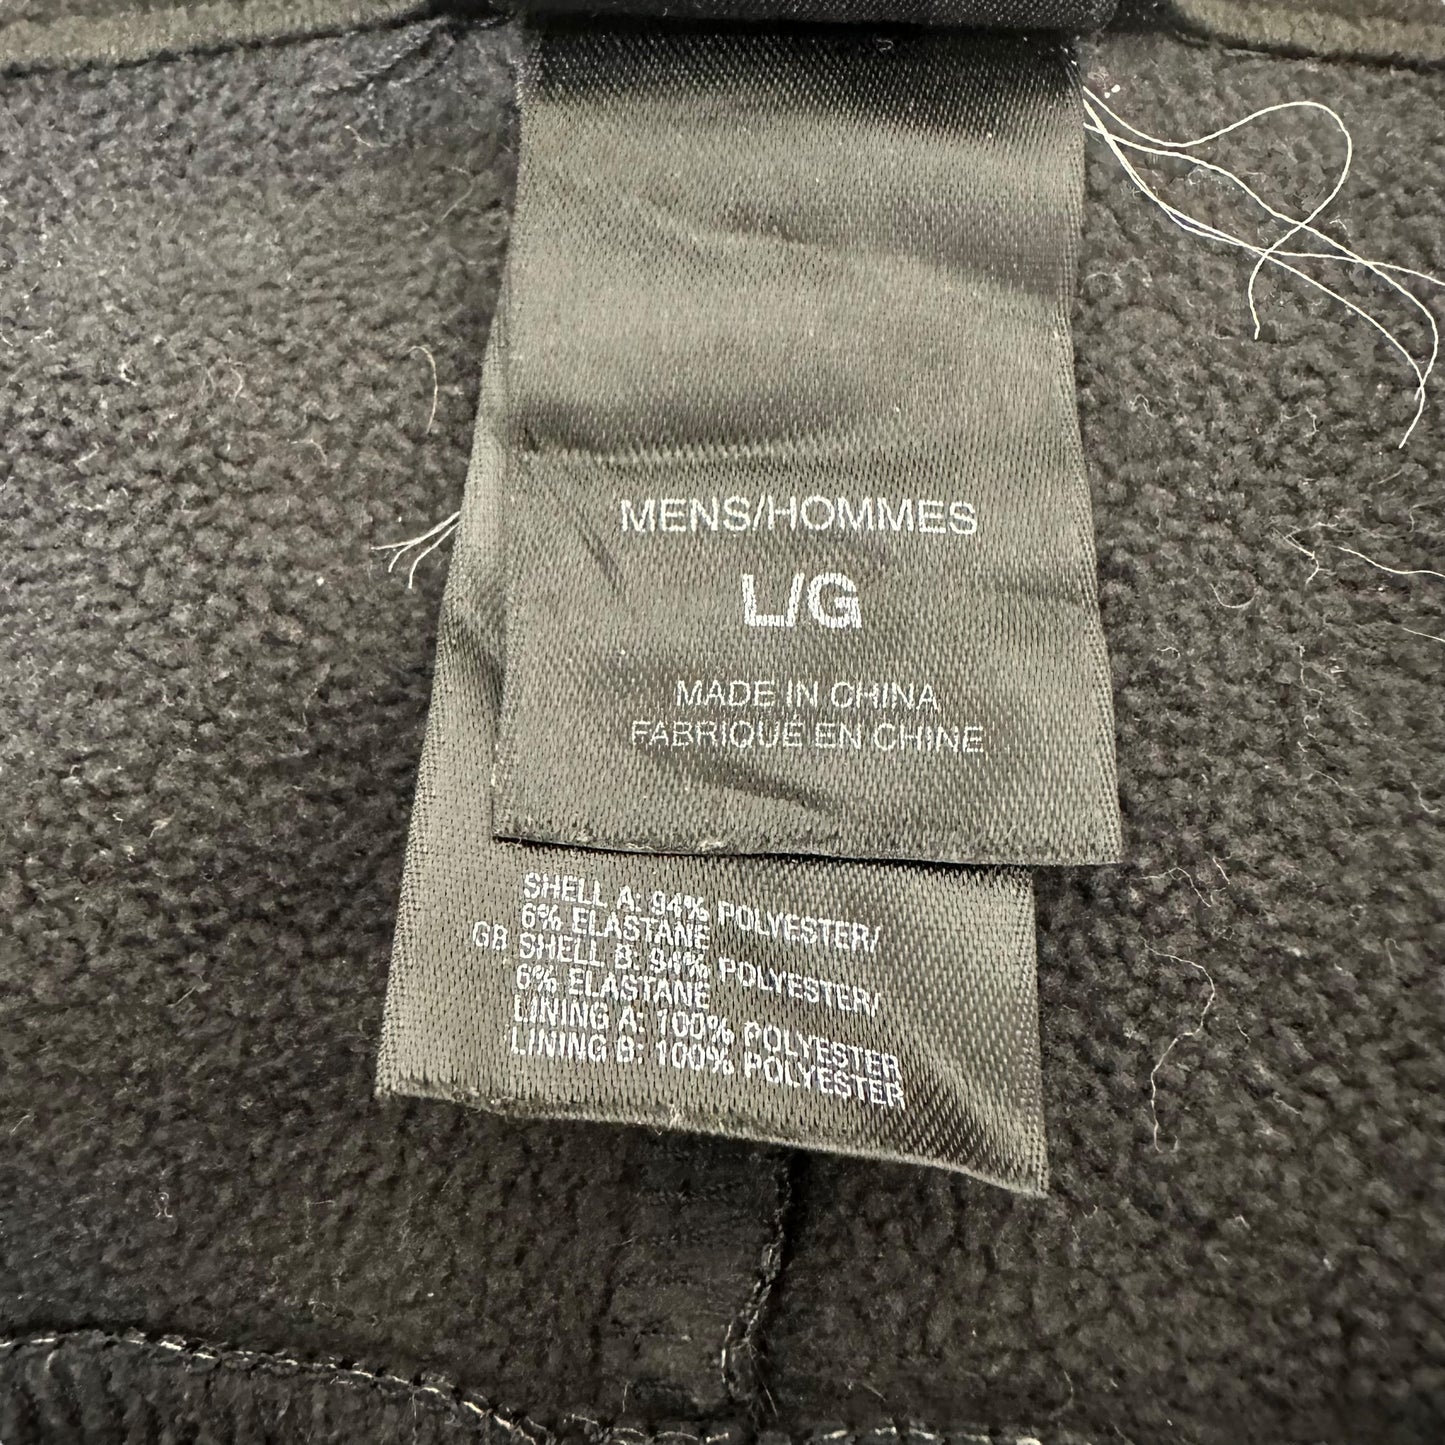 MENS/HOMMES
L/G
MADE IN CHINA
FABRIQUÉ EN CHINE
SHELL A: 94% POLYESTER/
6% ELASTANE
GB SHELL B: 94% POLYESTER/
6% ELASTANE
LINING A: 100% POLYESTER
LINING B: 100% POLYESTER